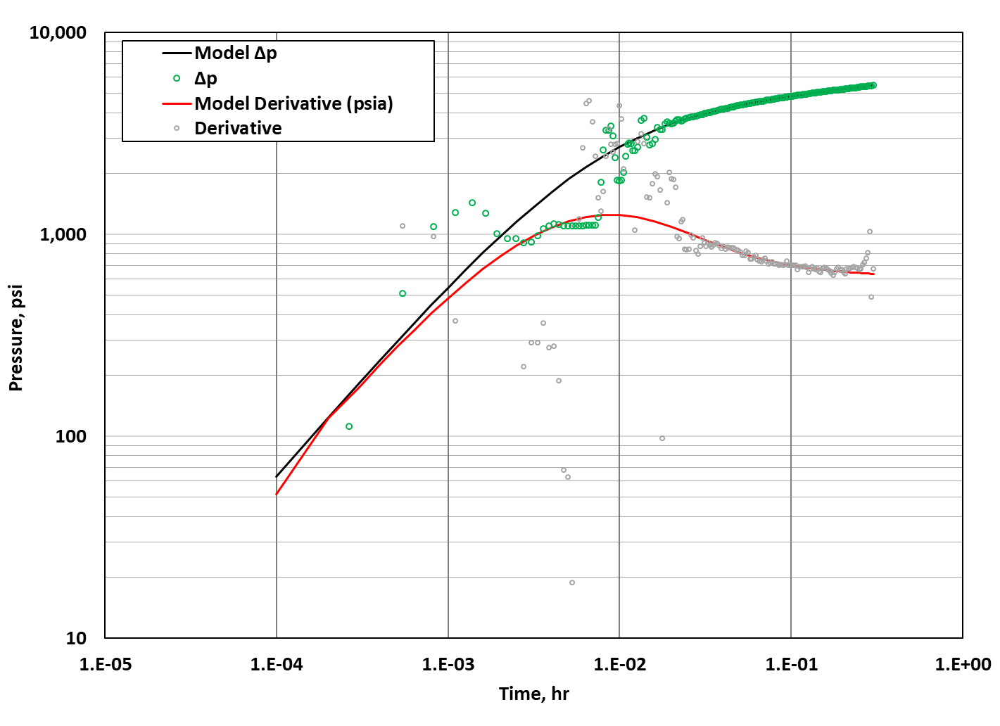 10,000
1,000
100
10
Pressure, psi
Model Δp
Δp
Model Derivative (psia)
Derivative
1.E-05 1.E-04 1.E-03 1.E-02 1.E-01 1.E+00
Time, hr